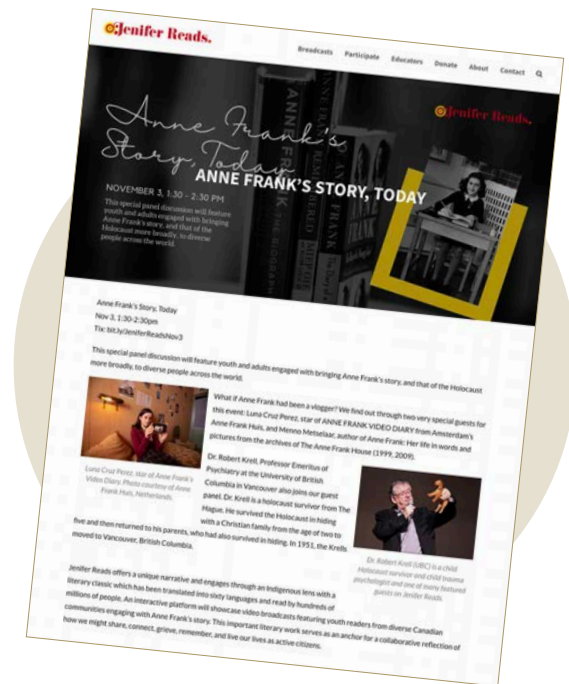 Jenifer Reads.
Broadcasts Participate Educators Donate About Contact
Jenifer Reads.
Anne Frank's
Story, Today
ANNE FRANK'S STORY, TODAY
NOVEMBER 3, 1:30 - 2:30 PM
This special panel discussion will feature
youth and adults engaged with bringing
Anne Frank's story, and that of the
Holocaust more broadly, to diverse
people across the world.
ANNE FRANK
THE BIOGRAPHY
REMEMBERED
MIEP GIES
FRANK
Anne Frank's Story, Today
Nov 3, 1:30-2:30pm
Tix: bit.ly/JeniferReadsNov3
This special panel discussion will feature youth and adults engaged with bringing Anne Frank's story, and that of the Holocaust
more broadly, to diverse people across the world.
What if Anne Frank had been a vlogger? We find out through two very special guests for
this event: Luna Cruz Perez, star of ANNE FRANK VIDEO DIARY from Amsterdam's
Anne Frank Huis, and Menno Metselaar, author of Anne Frank: Her life in words and
pictures from the archives of The Anne Frank House (1999, 2009).
Luna Cruz Perez, star of Anne Frank's
Video Diary. Photo courtesy of Anne
Frank Huis, Netherlands.
Dr. Robert Krell, Professor Emeritus of
Psychiatry at the University of British
Columbia in Vancouver also joins our guest
panel. Dr. Krell is a holocaust survivor from The
Hague. He survived the Holocaust in hiding
with a Christian family from the age of two to
five and then returned to his parents, who had also survived in hiding. In 1951, the Krells
moved to Vancouver, British Columbia.
Dr. Robert Krell (UBC) is a child
Holocaust survivor and child trauma
psychologist and one of many featured
guests on Jenifer Reads.
Jenifer Reads offers a unique narrative and engages through an Indigenous lens with a
literary classic which has been translated into sixty languages and read by hundreds of
millions of people. An interactive platform will showcase video broadcasts featuring youth readers from diverse Canadian
communities engaging with Anne Frank's story. This important literary work serves as an anchor for a collaborative reflection of
how we might share, connect, grieve, remember, and live our lives as active citizens.